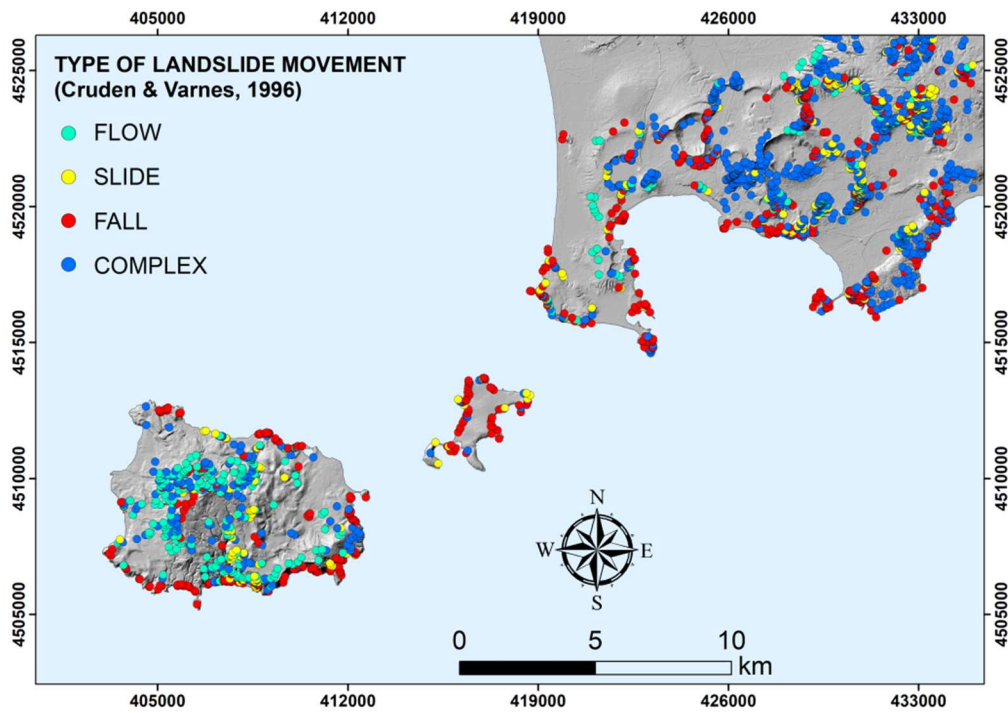 405000 412000 419000 426000 433000
TYPE OF LANDSLIDE MOVEMENT
(Cruden & Varnes, 1996)
FLOW
SLIDE
FALL
COMPLEX
4525000
4520000
4515000
4510000
4505000
4525000
4520000
4515000
4510000
4505000
N
W E
S
0 5 10
km
405000 412000 419000 426000 433000